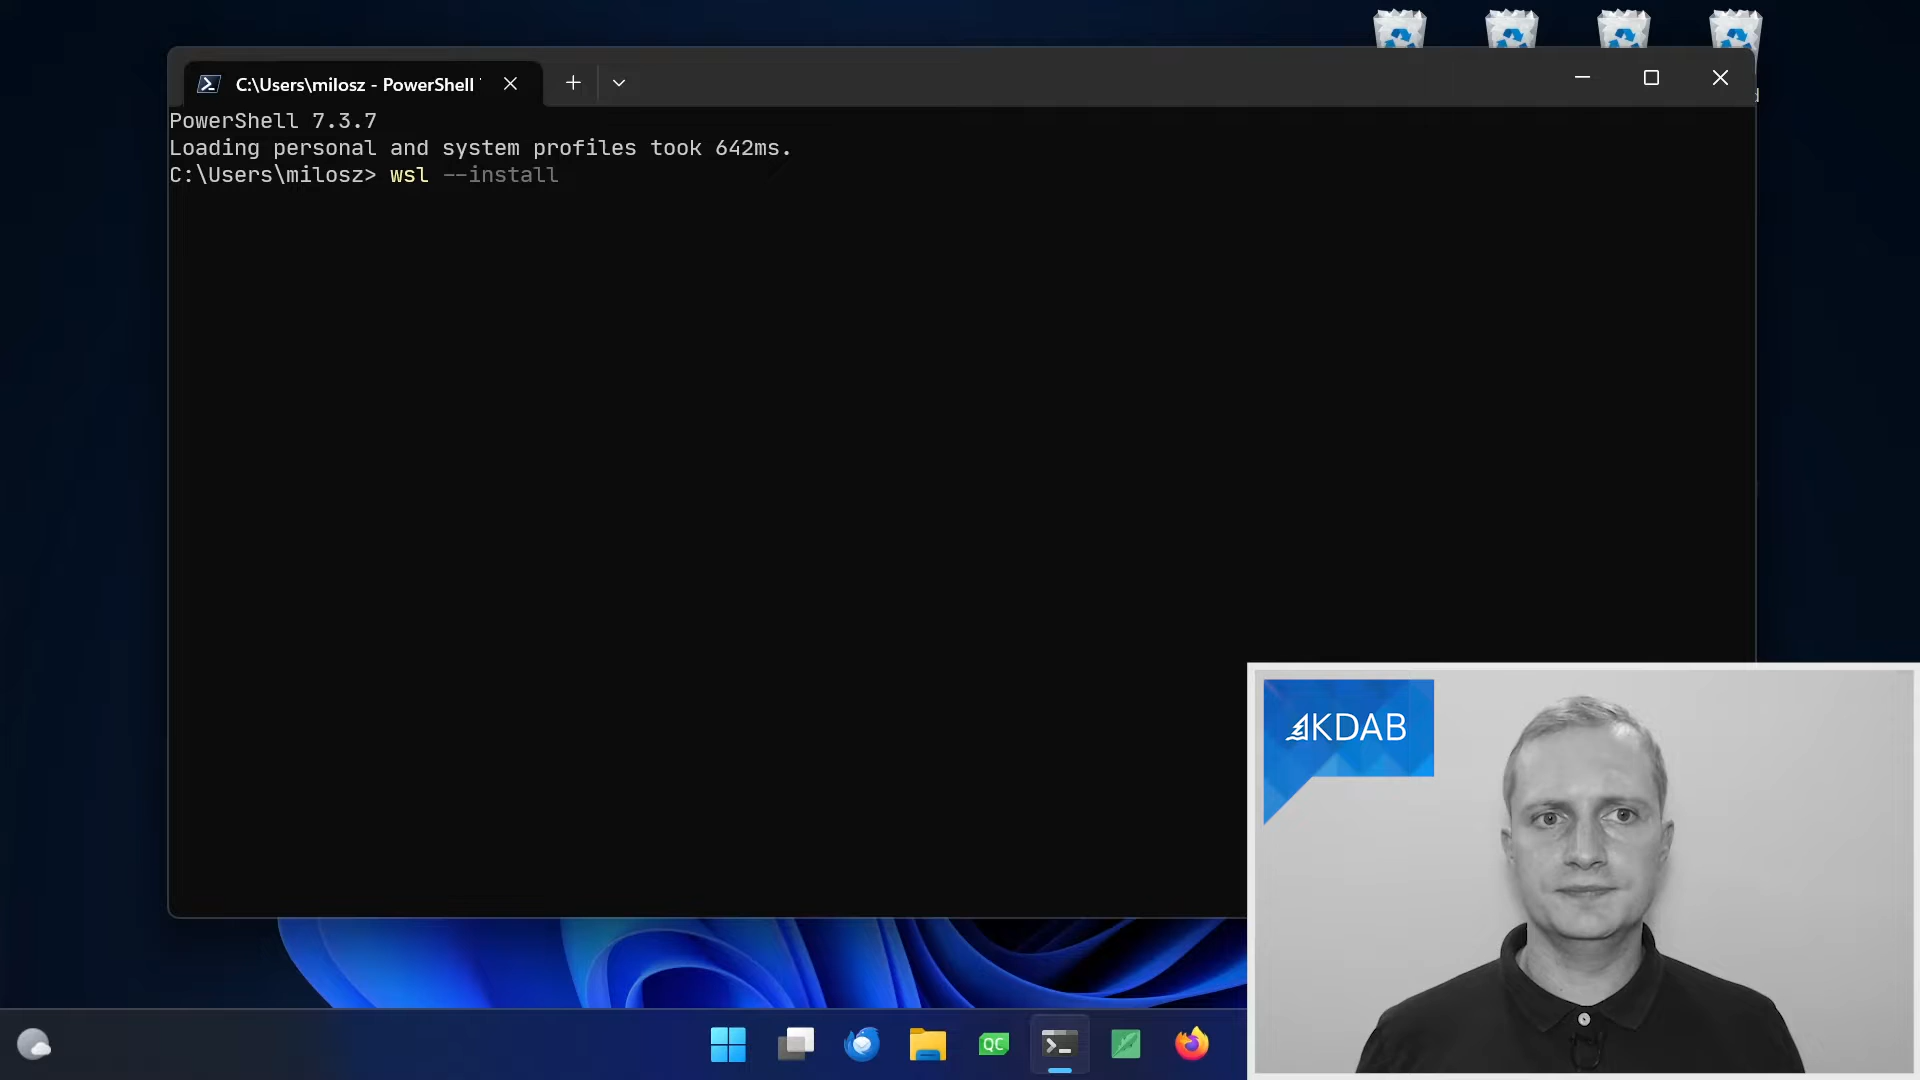 C:\Users\milosz - PowerShell
PowerShell 7.3.7
Loading personal and system profiles took 642ms.
C:\Users\milosz> wsl --install
KDAB
QC